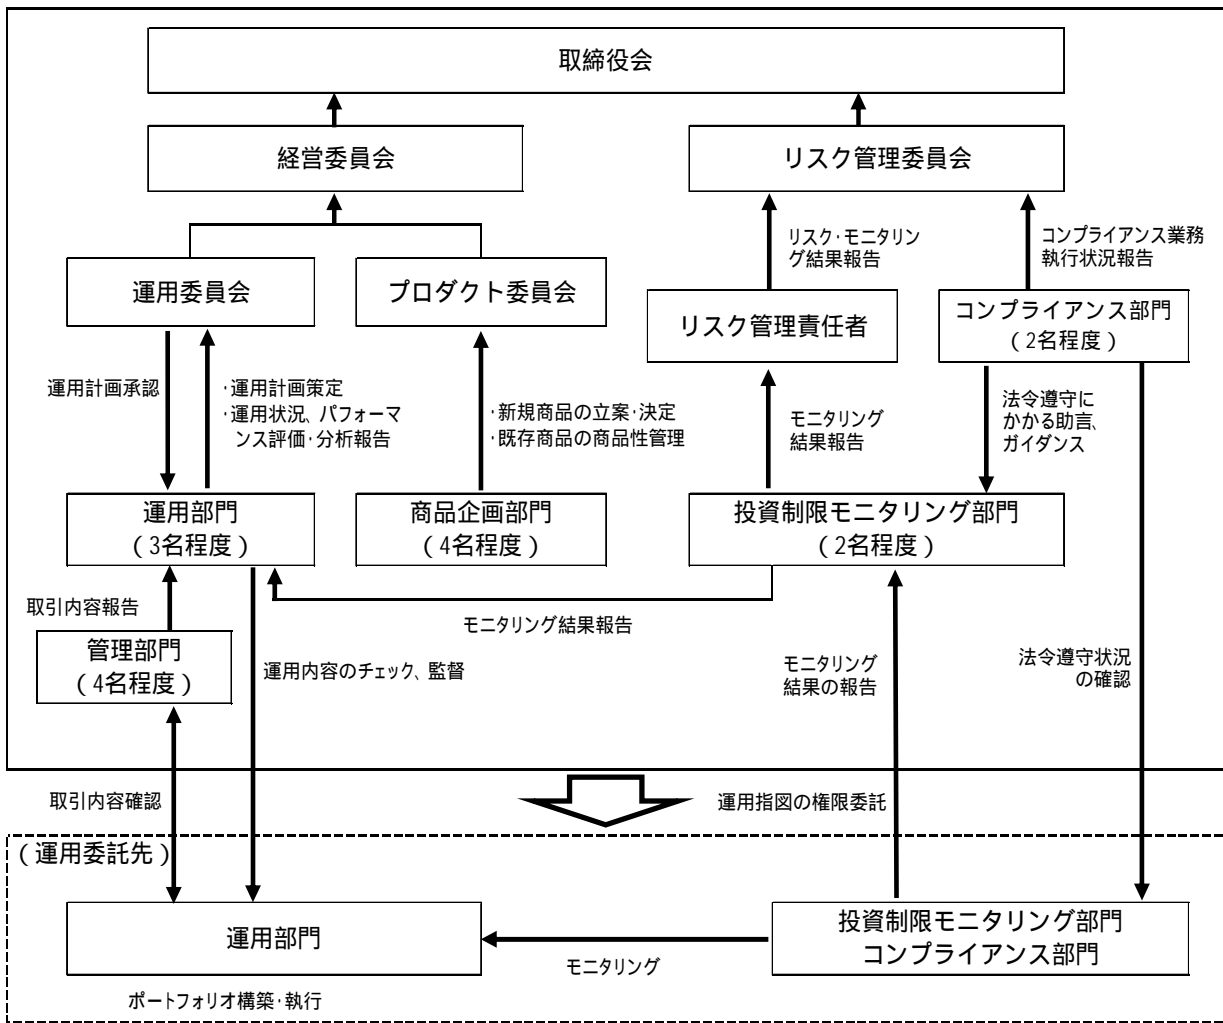 取締役会
経営委員会
リスク管理委員会
リスク・モニタリン
グ結果報告
コンプライアンス業務
執行状況報告
運用委員会
プロダクト委員会
リスク管理責任者
コンプライアンス部門
（2名程度）
運用計画承認
・運用計画策定
・運用状況、パフォーマ
ンス評価・分析報告
・新規商品の立案・決定
・既存商品の商品性管理
モニタリング
結果報告
法令遵守に
かかる助言、
ガイダンス
運用部門
（3名程度）
商品企画部門
（4名程度）
投資制限モニタリング部門
（2名程度）
取引内容報告
モニタリング結果報告
管理部門
（4名程度）
運用内容のチェック、監督
モニタリング
結果の報告
法令遵守状況
の確認
取引内容確認
運用指図の権限委託
（運用委託先）
運用部門
投資制限モニタリング部門
コンプライアンス部門
モニタリング
ポートフォリオ構築・執行